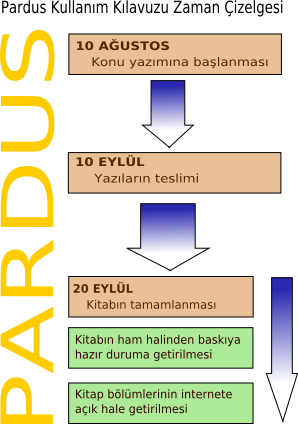 Pardus Kullanım Kılavuzu Zaman Çizelgesi
PARDUS
10 AĞUSTOS
Konu yazımına başlanması
10 EYLÜL
Yazıların teslimi
20 EYLÜL
Kitabın tamamlanması
Kitabın ham halinden baskıya
hazır duruma getirilmesi
Kitap bölümlerinin internete
açık hale getirilmesi